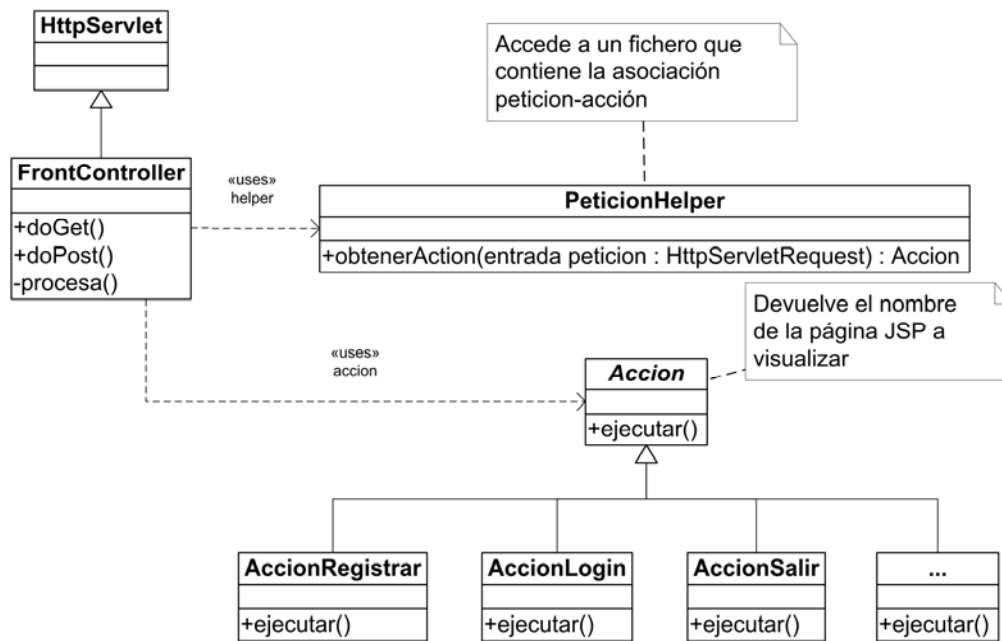 HttpServlet
Accede a un fichero que
contiene la asociación
peticion-acción
FrontController
+doGet()
+doPost()
-procesa()
«uses»
helper
PeticionHelper
+obtenerAction(entrada peticion : HttpServletRequest) : Accion
Devuelve el nombre
de la página JSP a
visualizar
«uses»
accion
Accion
+ejecutar()
AccionRegistrar
+ejecutar()
AccionLogin
+ejecutar()
AccionSalir
+ejecutar()
...
+ejecutar()